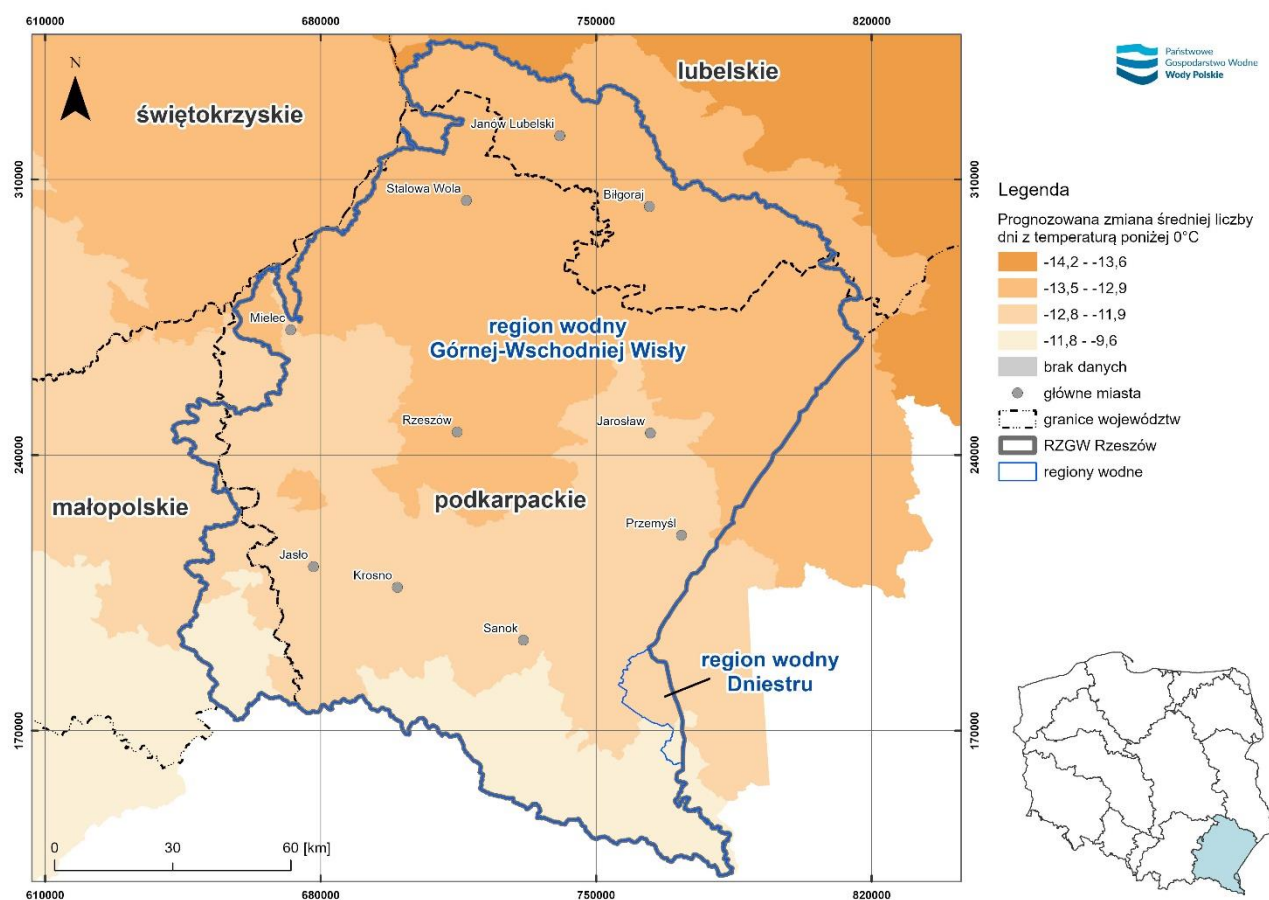 610000
680000
750000
820000
N
świętokrzyskie
lubelskie
Janów Lubelski
310000
310000
Stalowa Wola
Biłgoraj
Mielec
region wodny
Górnej-Wschodniej Wisły
Rzeszów
Jarosław
240000
240000
małopolskie
podkarpackie
Przemyśl
Jasło
Krosno
Sanok
region wodny
Dniestru
170000
170000
0
30
60 [km]
610000
680000
750000
820000
Państwowe
Gospodarstwo Wodne
Wody Polskie
Legenda
Prognozowana zmiana średniej liczby
dni z temperaturą poniżej 0°C
-14,2 - -13,6
-13,5 - -12,9
-12,8 - -11,9
-11,8 - -9,6
brak danych
główne miasta
granice województw
RZGW Rzeszów
regiony wodne